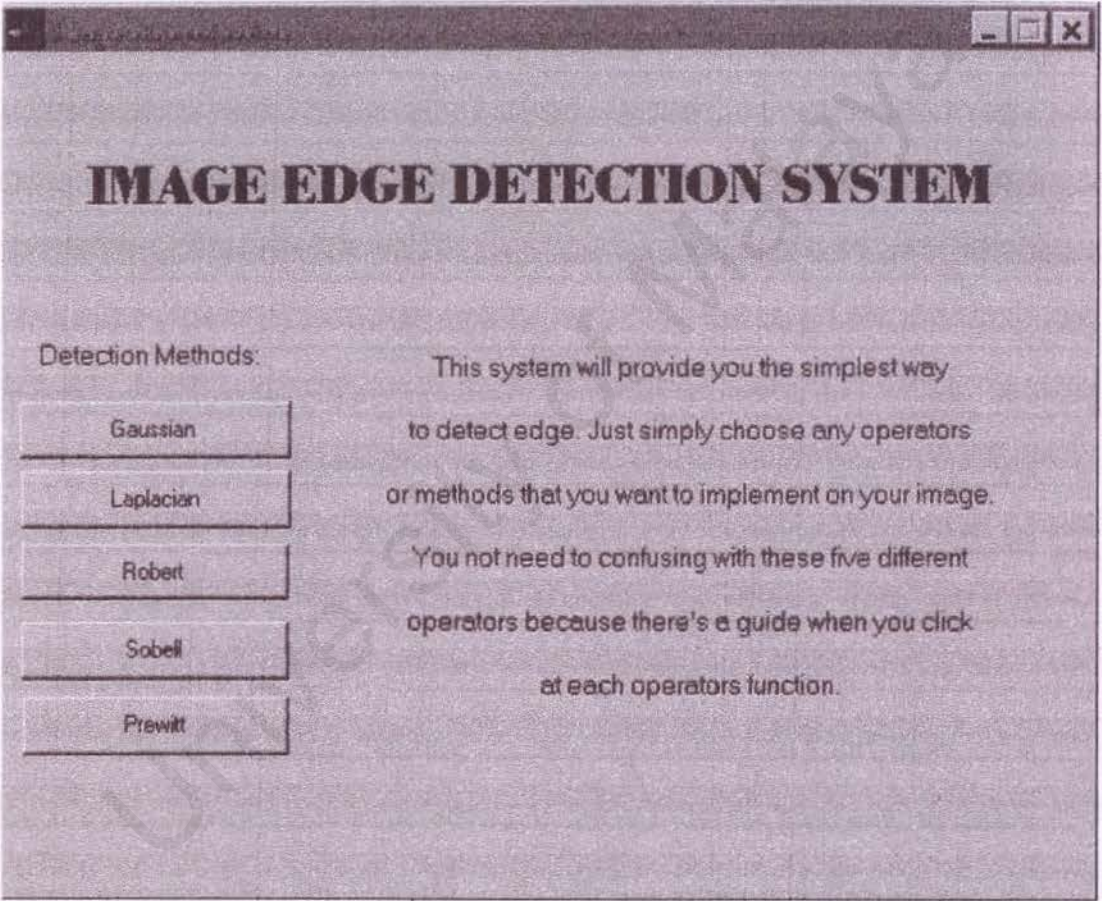 IMAGE EDGE DETECTION SYSTEM
Detection Methods:
Gaussian
Laplacian
Robert
Sobell
Prewitt
This system will provide you the simplest way
to detect edge. Just simply choose any operators
or methods that you want to implement on your image.
You not need to confusing with these five different
operators because there's a guide when you click
at each operators function.
University of Malaya